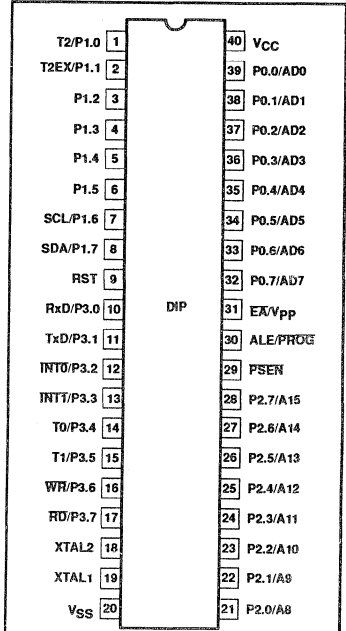 T2/P1.0 1 40 VCC
T2EX/P1.1 2 39 P0.0/AD0
P1.2 3 38 P0.1/AD1
P1.3 4 37 P0.2/AD2
P1.4 5 36 P0.3/AD3
P1.5 6 35 P0.4/AD4
SCL/P1.6 7 34 P0.5/AD5
SDA/P1.7 8 33 P0.6/AD6
RST 9 32 P0.7/AD7
RxD/P3.0 10 DIP 31 E̅A̅/VPP
TxD/P3.1 11 30 ALE/P̅R̅O̅G̅
I̅N̅T̅0̅/P3.2 12 29 P̅S̅E̅N̅
I̅N̅T̅1̅/P3.3 13 28 P2.7/A15
T0/P3.4 14 27 P2.6/A14
T1/P3.5 15 26 P2.5/A13
W̅R̅/P3.6 16 25 P2.4/A12
R̅D̅/P3.7 17 24 P2.3/A11
XTAL2 18 23 P2.2/A10
XTAL1 19 22 P2.1/A9
VSS 20 21 P2.0/A8